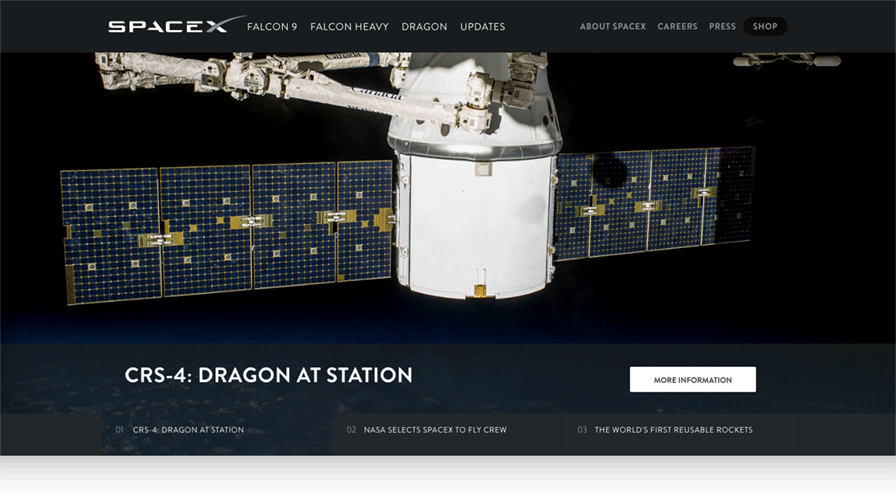 SPACEX FALCON 9 FALCON HEAVY DRAGON UPDATES ABOUT SPACEX CAREERS PRESS SHOP
CRS-4: DRAGON AT STATION
MORE INFORMATION
01 CRS-4: DRAGON AT STATION 02 NASA SELECTS SPACEX TO FLY CREW 03 THE WORLD'S FIRST REUSABLE ROCKETS